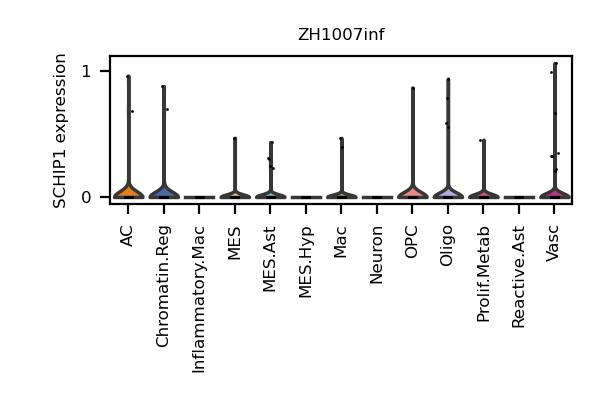 ZH1007inf
SCHIP1 expression
1
0
AC
Chromatin.Reg
Inflammatory.Mac
MES
MES.Ast
MES.Hyp
Mac
Neuron
OPC
Oligo
Prolif.Metab
Reactive.Ast
Vasc